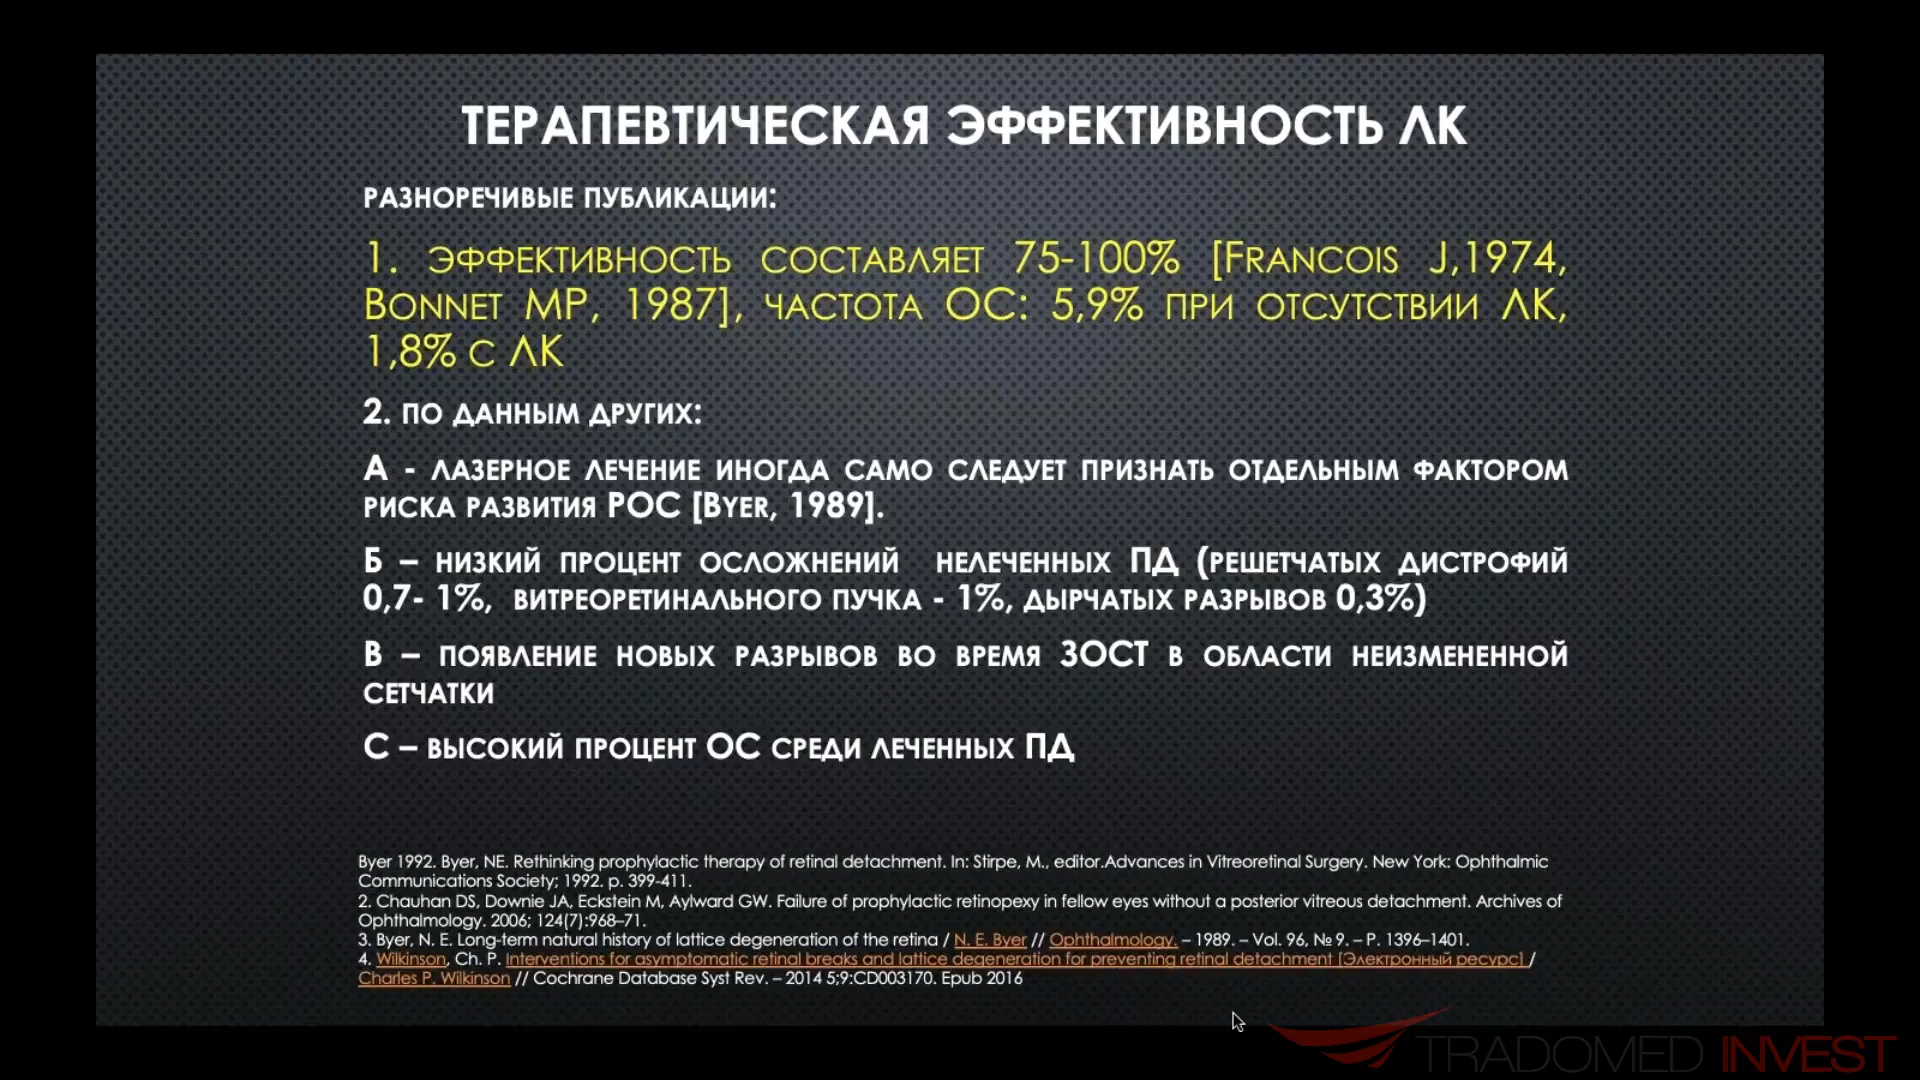 ТЕРАПЕВТИЧЕСКАЯ ЭФФЕКТИВНОСТЬ ЛК
РАЗНОРЕЧИВЫЕ ПУБЛИКАЦИИ:
1. ЭФФЕКТИВНОСТЬ СОСТАВЛЯЕТ 75-100% [FRANCOIS J,1974,
BONNET MP, 1987], ЧАСТОТА ОС: 5,9% ПРИ ОТСУТСТВИИ ЛК,
1,8% С ЛК
2. ПО ДАННЫМ ДРУГИХ:
А - ЛАЗЕРНОЕ ЛЕЧЕНИЕ ИНОГДА САМО СЛЕДУЕТ ПРИЗНАТЬ ОТДЕЛЬНЫМ ФАКТОРОМ
РИСКА РАЗВИТИЯ РОС [BYER, 1989].
Б – НИЗКИЙ ПРОЦЕНТ ОСЛОЖНЕНИЙ НЕЛЕЧЕННЫХ ПД (РЕШЕТЧАТЫХ ДИСТРОФИЙ
0,7- 1%, ВИТРЕОРЕТИНАЛЬНОГО ПУЧКА - 1%, ДЫРЧАТЫХ РАЗРЫВОВ 0,3%)
В – ПОЯВЛЕНИЕ НОВЫХ РАЗРЫВОВ ВО ВРЕМЯ ЗОСТ В ОБЛАСТИ НЕИЗМЕНЕННОЙ
СЕТЧАТКИ
С – ВЫСОКИЙ ПРОЦЕНТ ОС СРЕДИ ЛЕЧЕННЫХ ПД
Byer 1992. Byer, NE. Rethinking prophylactic therapy of retinal detachment. In: Stirpe, M., editor.Advances in Vitreoretinal Surgery. New York: Ophthalmic
Communications Society; 1992. p. 399-411.
2. Chauhan DS, Downie JA, Eckstein M, Aylward GW. Failure of prophylactic retinopexy in fellow eyes without a posterior vitreous detachment. Archives of
Ophthalmology. 2006; 124(7):968–71.
3. Byer, N. E. Long-term natural history of lattice degeneration of the retina / N. E. Byer // Ophthalmology. – 1989. – Vol. 96, № 9. – P. 1396–1401.
4. Wilkinson, Ch. P. Interventions for asymptomatic retinal breaks and lattice degeneration for preventing retinal detachment [Электронный ресурс] /
Charles P. Wilkinson // Cochrane Database Syst Rev. – 2014 5;9:CD003170. Epub 2016
TRADOMED INVEST